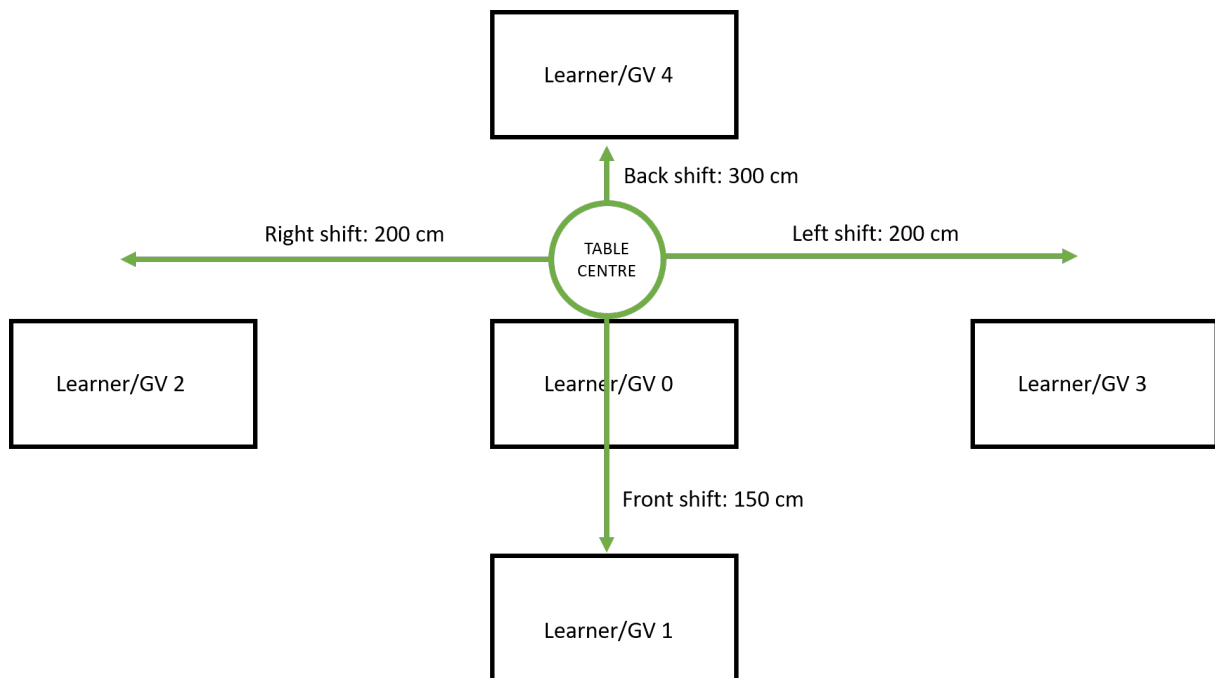 Learner/GV 4
Back shift: 300 cm
Right shift: 200 cm
Left shift: 200 cm
TABLE
CENTRE
Learner/GV 2
Learner/GV 0
Learner/GV 3
Front shift: 150 cm
Learner/GV 1